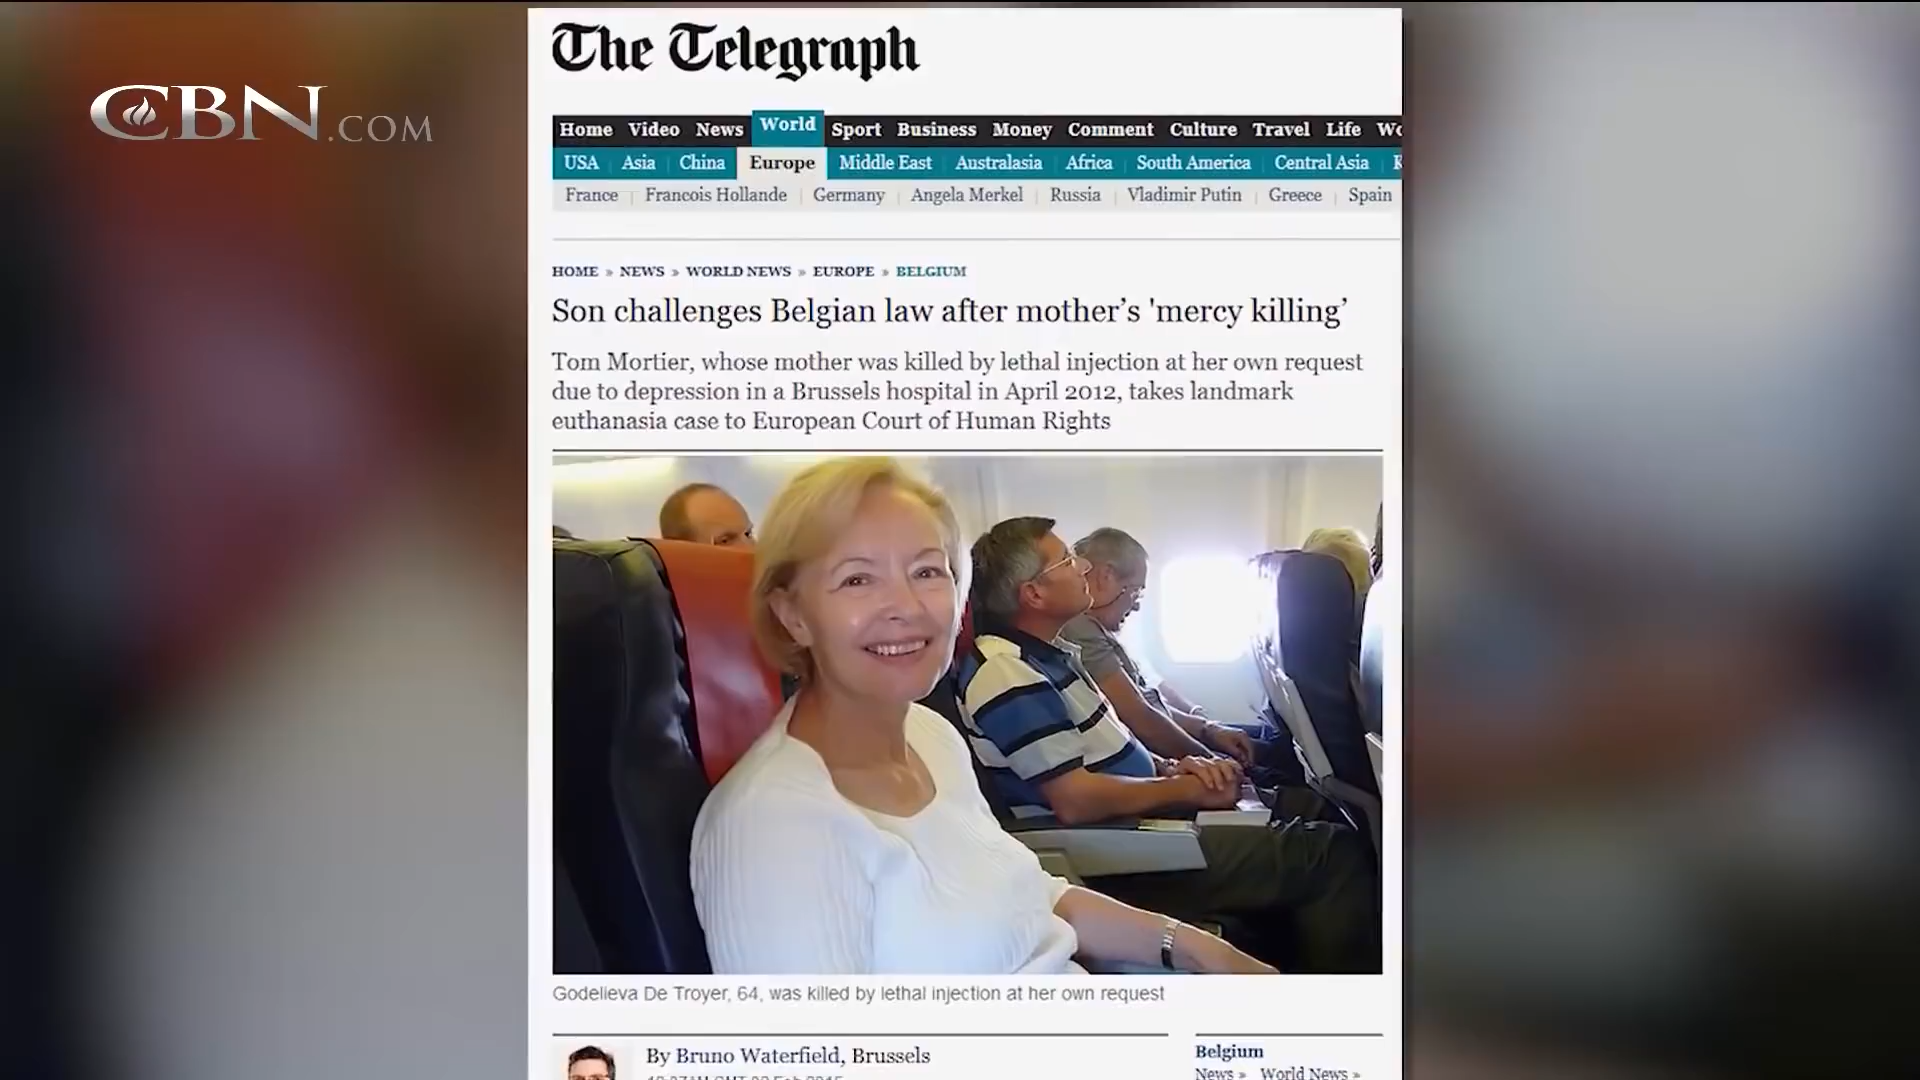 The Telegraph
CBN.COM
Home Video News World Sport Business Money Comment Culture Travel Life
USA Asia China Europe Middle East Australasia Africa South America Central Asia
France Francois Hollande Germany Angela Merkel Russia Vladimir Putin Greece Spain
HOME » NEWS » WORLD NEWS » EUROPE » BELGIUM
Son challenges Belgian law after mother’s 'mercy killing’
Tom Mortier, whose mother was killed by lethal injection at her own request
due to depression in a Brussels hospital in April 2012, takes landmark
euthanasia case to European Court of Human Rights
Godelieva De Troyer, 64, was killed by lethal injection at her own request
By Bruno Waterfield, Brussels
Belgium
News » World News »